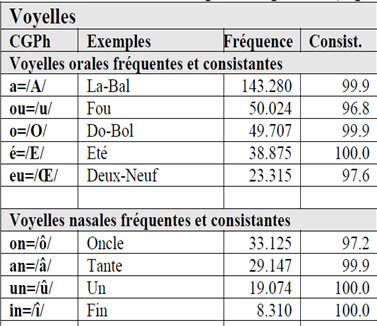 Voyelles
CGPh Exemples Fréquence Consist.
Voyelles orales fréquentes et consistantes
a=/A/ La-Bal 143.280 99.9
ou=/u/ Fou 50.024 96.8
o=/O/ Do-Bol 49.707 99.9
é=/E/ Eté 38.875 100.0
eu=/Œ/ Deux-Neuf 23.315 97.6
Voyelles nasales fréquentes et consistantes
on=/ô/ Oncle 33.125 97.2
an=/â/ Tante 29.147 99.9
un=/û/ Un 19.074 100.0
in=/î/ Fin 8.310 100.0